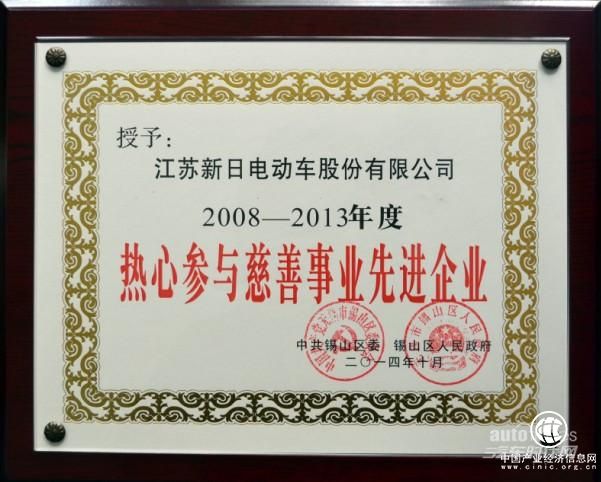 授予：
江苏新日电动车股份有限公司
2008—2013年度
热心参与慈善事业先进企业
中共锡山区委 锡山区人民政府
二〇一四年十月
中国产业经济信息网
www.cinic.org.cn